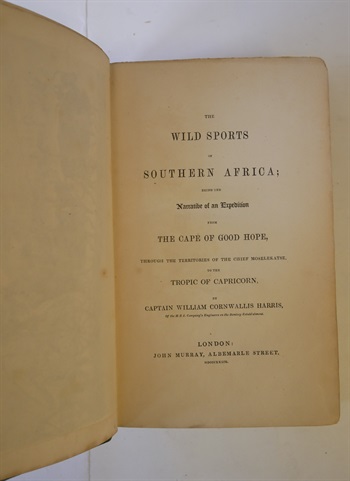 THE
WILD SPORTS
OF
SOUTHERN AFRICA;
BEING THE
Narrative of an Expedition
FROM
THE CAPE OF GOOD HOPE,
THROUGH THE TERRITORIES OF THE CHIEF MOSELEKATSE,
TO THE
TROPIC OF CAPRICORN.
BY
CAPTAIN WILLIAM CORNWALLIS HARRIS,
LONDON:
JOHN MURRAY, ALBEMARLE STREET.